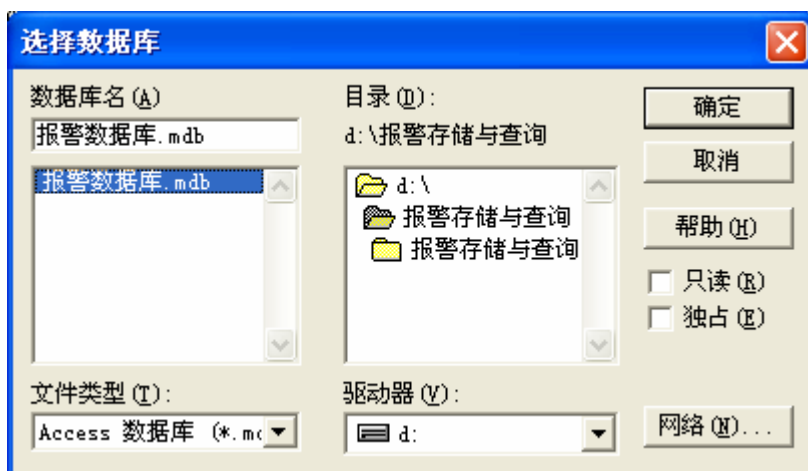 选择数据库
数据库名(A)
报警数据库.mdb
报警数据库.mdb
文件类型(T):
Access 数据库 (*.md
目录(D):
d:\报警存储与查询
d:\
报警存储与查询
报警存储与查询
驱动器(V):
d:
确定
取消
帮助(H)
只读(R)
独占(E)
网络(N)...